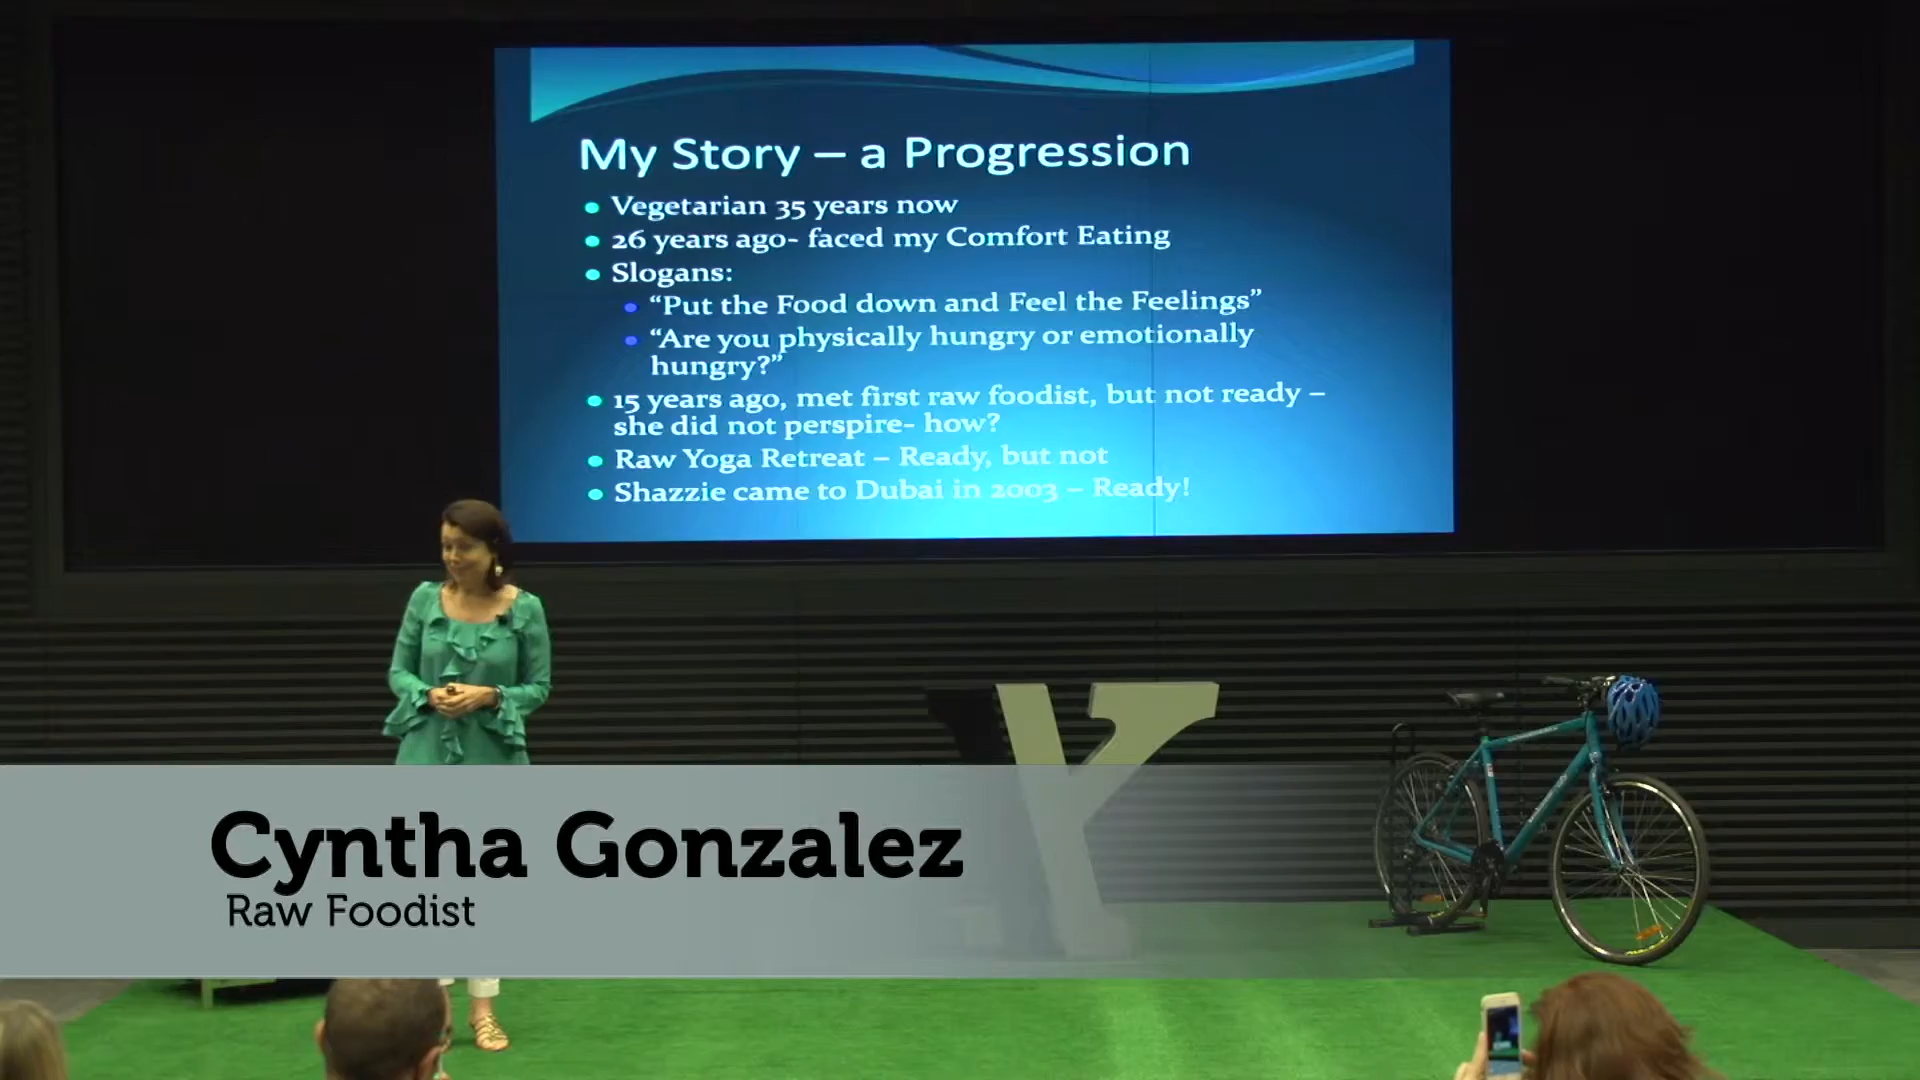 My Story – a Progression
Vegetarian 35 years now
26 years ago- faced my Comfort Eating
Slogans:
“Put the Food down and Feel the Feelings”
“Are you physically hungry or emotionally
hungry?”
15 years ago, met first raw foodist, but not ready –
she did not perspire- how?
Raw Yoga Retreat – Ready, but not
Shazzie came to Dubai in 2003 – Ready!
Y
Cyntha Gonzalez
Raw Foodist